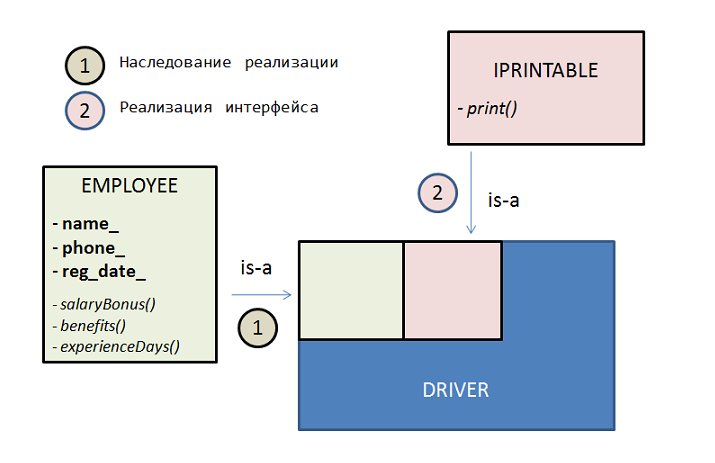 1 Наследование реализации
2 Реализация интерфейса
IPRINTABLE
- print()
EMPLOYEE
- name_
- phone_
- reg_date_
- salaryBonus()
- benefits()
- experienceDays()
2 is-a
is-a
1
DRIVER